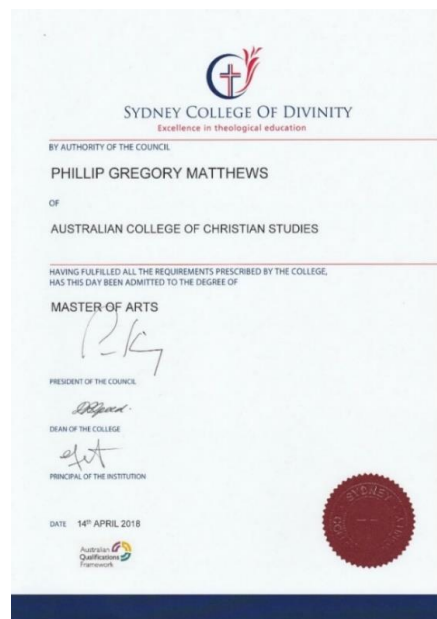 SYDNEY COLLEGE OF DIVINITY
Excellence in theological education
BY AUTHORITY OF THE COUNCIL
PHILLIP GREGORY MATTHEWS
OF
AUSTRALIAN COLLEGE OF CHRISTIAN STUDIES
HAVING FULFILLED ALL THE REQUIREMENTS PRESCRIBED BY THE COLLEGE,
HAS THIS DAY BEEN ADMITTED TO THE DEGREE OF
MASTER OF ARTS
PRESIDENT OF THE COUNCIL
DEAN OF THE COLLEGE
PRINCIPAL OF THE INSTITUTION
SYDNEY
DATE 14TH APRIL 2018
Australian
Qualifications
Framework